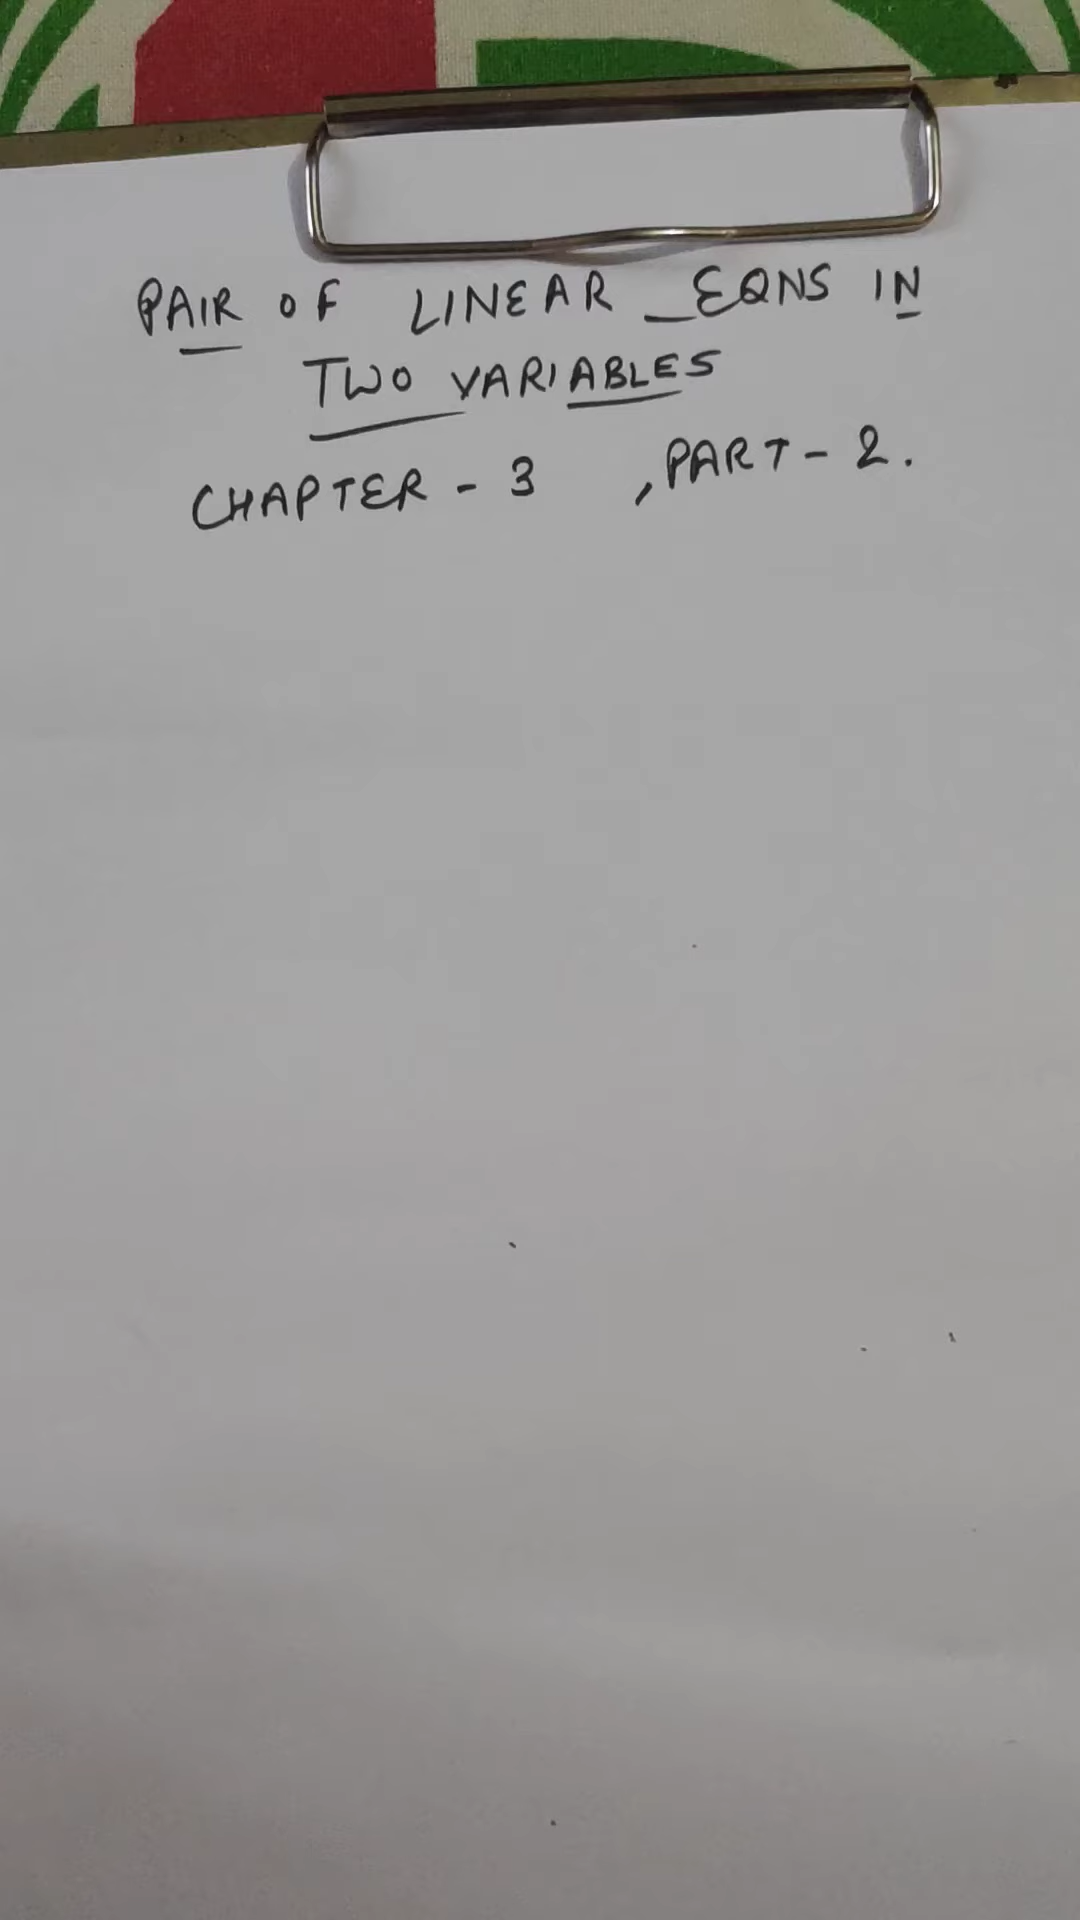 PAIR OF LINEAR EQNS IN
TWO VARIABLES
CHAPTER - 3 , PART - 2.